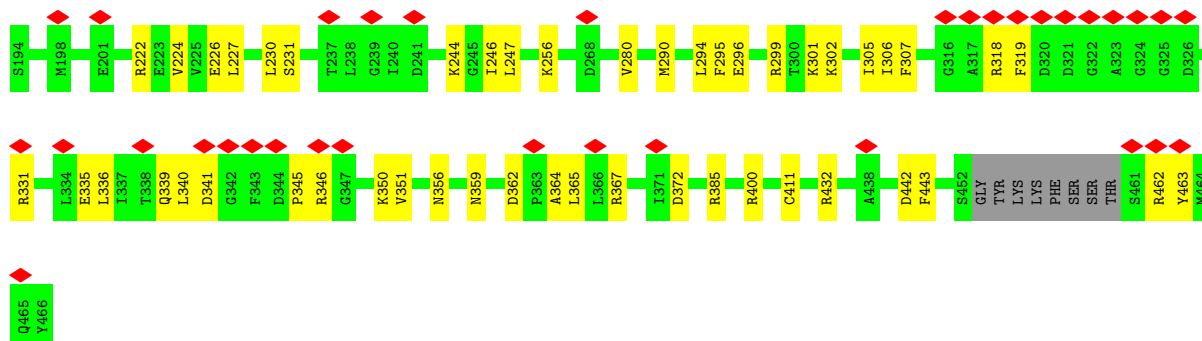 S194 M198 E201 R222 E223 V224 V225 E226 L227 L230 S231 T237 L238 G239 I240 D241 K244 G245 I246 L247 K256 D268 V280 M290 L294 F295 E296 R299 T300 K301 K302 I305 I306 F307 G316 A317 R318 F319 D320 D321 G322 A323 G324 G325 D326
R331 L334 E335 L336 I337 T338 Q339 L340 D341 G342 F343 D344 P345 R346 G347 K350 V351 N356 N359 D362 P363 A364 L365 L366 R367 I371 D372 R385 R400 C411 R432 A438 D442 F443 S452 GLY TYR LYS LYS PHE SER SER THR S461 R462 Y463 M464
Q465 Y466